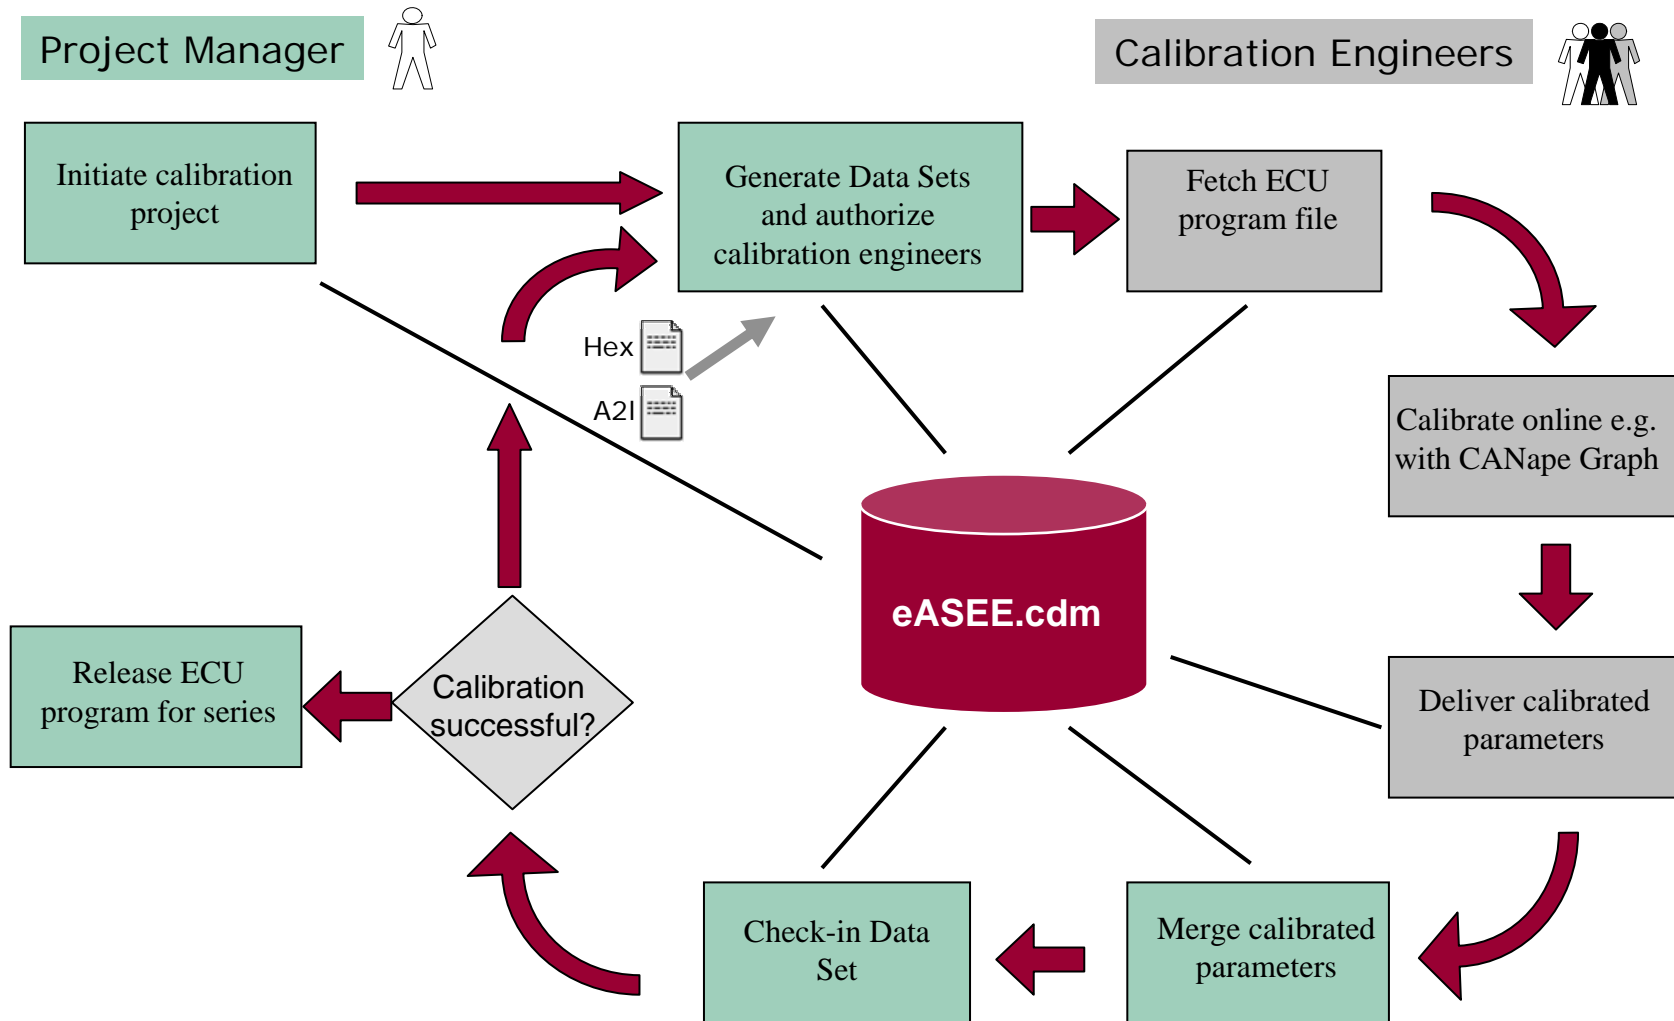 Project Manager
Calibration Engineers
Initiate calibration
project
Generate Data Sets
and authorize
calibration engineers
Fetch ECU
program file
Hex
A2l
Calibrate online e.g.
with CANape Graph
eASEE.cdm
Release ECU
program for series
Calibration
successful?
Deliver calibrated
parameters
Check-in Data
Set
Merge calibrated
parameters